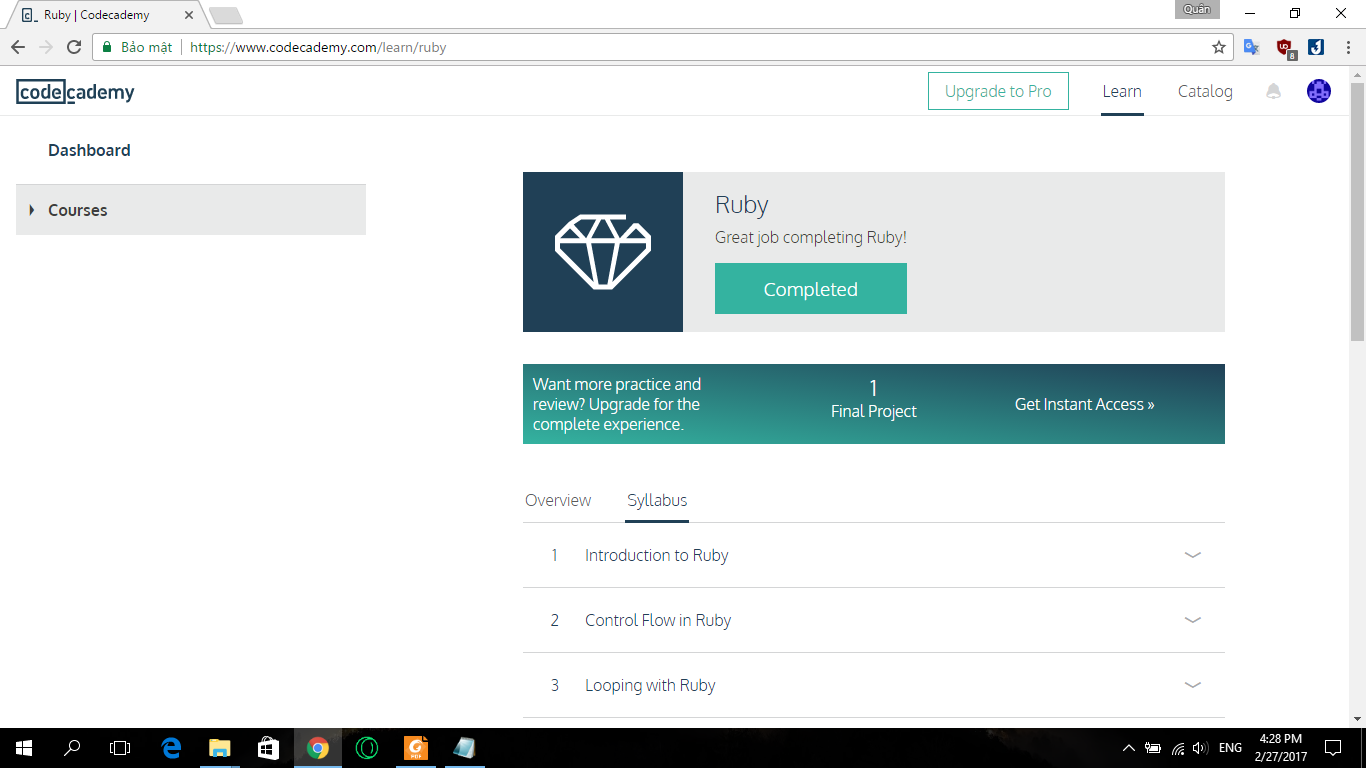 Ruby | Codecademy
Quân
Bảo mật
https://www.codecademy.com/learn/ruby
8
codecademy
Upgrade to Pro
Learn
Catalog
Dashboard
Courses
Ruby
Great job completing Ruby!
Completed
Want more practice and
review? Upgrade for the
complete experience.
1
Final Project
Get Instant Access »
Overview
Syllabus
1 Introduction to Ruby
2 Control Flow in Ruby
3 Looping with Ruby
ENG
4:28 PM
2/27/2017